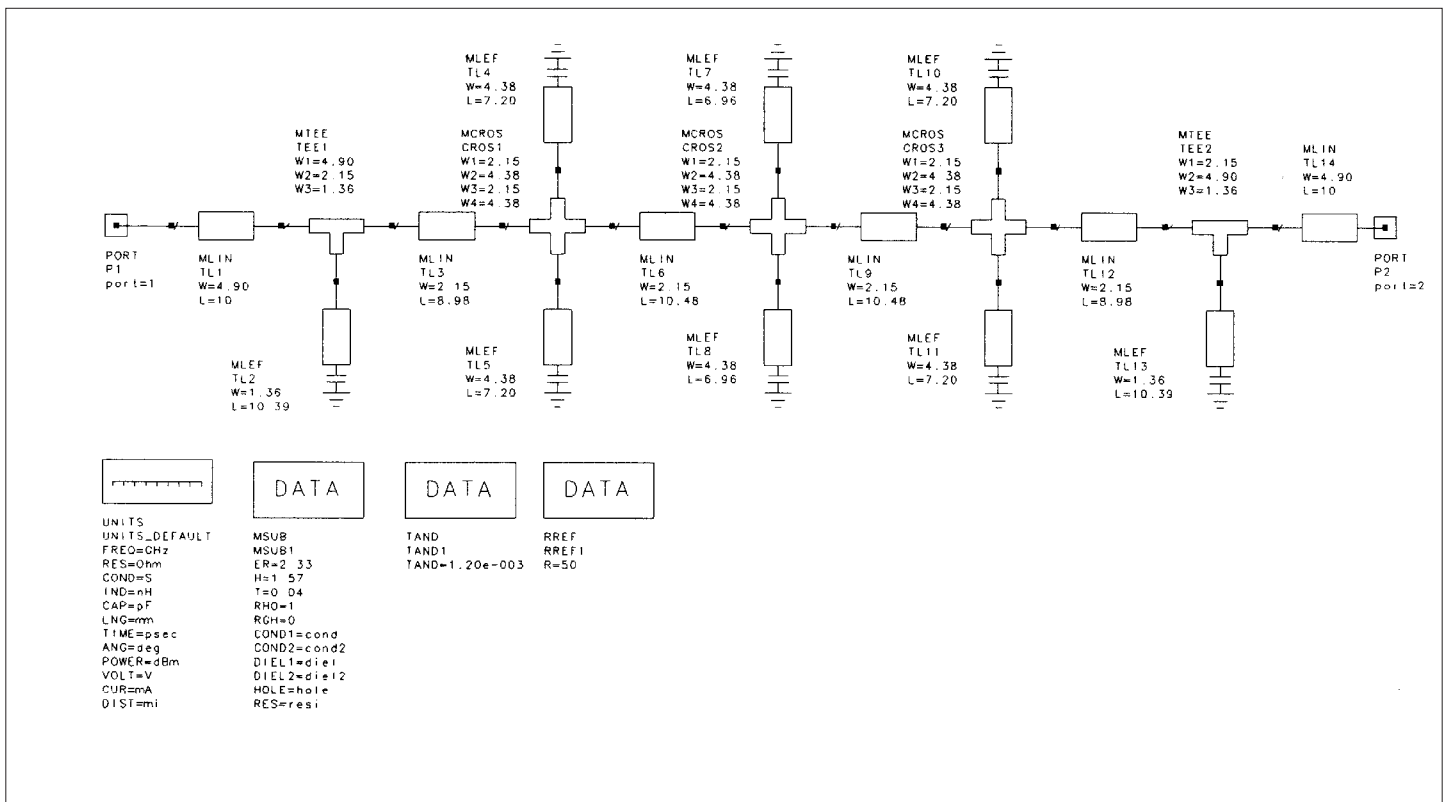 MLEF
TL4
W=4.38
L=7.20
MLEF
TL7
W=4.38
L=6.96
MLEF
TL10
W=4.38
L=7.20
MTEE
TEE1
W1=4.90
W2=2.15
W3=1.36
MCROS
CROS1
W1=2.15
W2=4.38
W3=2.15
W4=4.38
MCROS
CROS2
W1=2.15
W2=4.38
W3=2.15
W4=4.38
MCROS
CROS3
W1=2.15
W2=4.38
W3=2.15
W4=4.38
MTEE
TEE2
W1=2.15
W2=4.90
W3=1.36
MLIN
TL14
W=4.90
L=10
PORT
P1
port=1
MLIN
TL1
W=4.90
L=10
MLIN
TL3
W=2.15
L=8.98
MLIN
TL6
W=2.15
L=10.48
MLIN
TL9
W=2.15
L=10.48
MLIN
TL12
W=2.15
L=8.98
PORT
P2
port=2
MLEF
TL2
W=1.36
L=10.39
MLEF
TL5
W=4.38
L=7.20
MLEF
TL8
W=4.38
L=6.96
MLEF
TL11
W=4.38
L=7.20
MLEF
TL13
W=1.36
L=10.39
DATA
DATA
DATA
UNITS
UNITS_DEFAULT
FREQ=GHz
RES=Ohm
COND=S
IND=nH
CAP=pF
LNG=mm
TIME=psec
ANG=deg
POWER=dBm
VOLT=V
CUR=mA
DIST=mi
MSUB
MSUB1
ER=2.33
H=1.57
T=0.04
RHO=1
RGH=0
COND1=cond
COND2=cond2
DIEL1=diel
DIEL2=diel2
HOLE=hole
RES=resi
TAND
TAND1
TAND=1.20e-003
RREF
RREF1
R=50